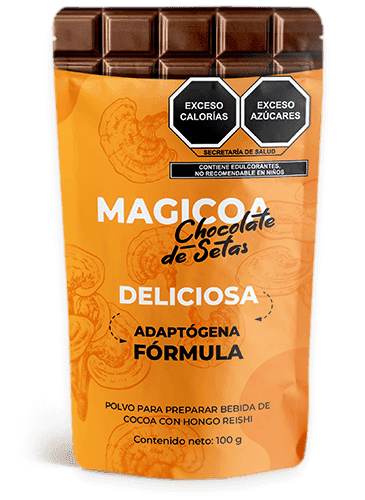 EXCESO
CALORÍAS
EXCESO
AZÚCARES
SECRETARÍA DE SALUD
CONTIENE EDULCORANTES,
NO RECOMENDABLE EN NIÑOS
MAGICOA
Chocolate
de Setas
DELICIOSA
ADAPTÓGENA
FÓRMULA
POLVO PARA PREPARAR BEBIDA DE
COCOA CON HONGO REISHI
Contenido neto: 100 g